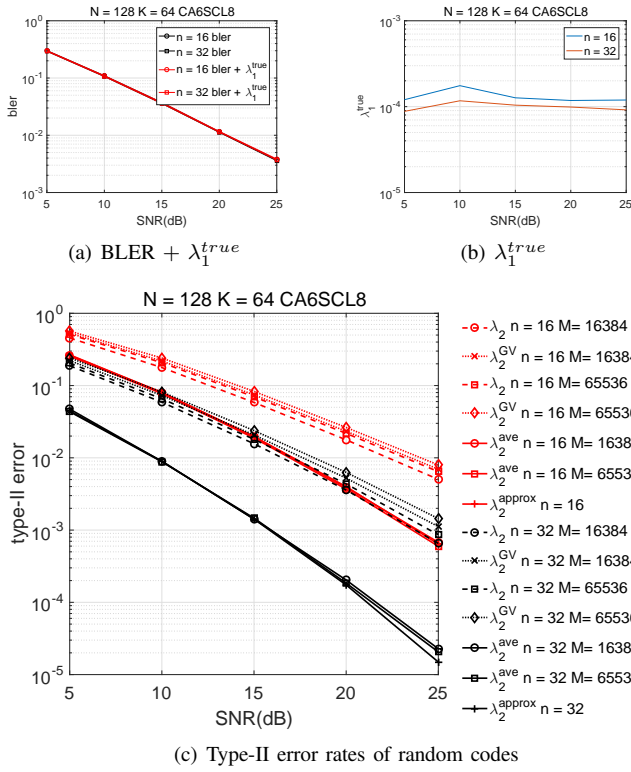 N = 128 K = 64 CA6SCL8
bler
10^0
10^-1
10^-2
10^-3
5 10 15 20 25
SNR(dB)
n = 16 bler
n = 32 bler
n = 16 bler + λ_1^true
n = 32 bler + λ_1^true
(a) BLER + λ_1^true
N = 128 K = 64 CA6SCL8
λ_1^true
10^-3
10^-4
10^-5
5 10 15 20 25
SNR(dB)
n = 16
n = 32
(b) λ_1^true
N = 128 K = 64 CA6SCL8
type-II error
10^0
10^-1
10^-2
10^-3
10^-4
10^-5
5 10 15 20 25
SNR(dB)
λ_2 n = 16 M= 16384
λ_2^GV n = 16 M= 16384
λ_2 n = 16 M= 65536
λ_2^GV n = 16 M= 65536
λ_2^ave n = 16 M= 1638
λ_2^ave n = 16 M= 6553
λ_2^approx n = 16
λ_2 n = 32 M= 16384
λ_2^GV n = 32 M= 16384
λ_2 n = 32 M= 65536
λ_2^GV n = 32 M= 65536
λ_2^ave n = 32 M= 1638
λ_2^ave n = 32 M= 6553
λ_2^approx n = 32
(c) Type-II error rates of random codes